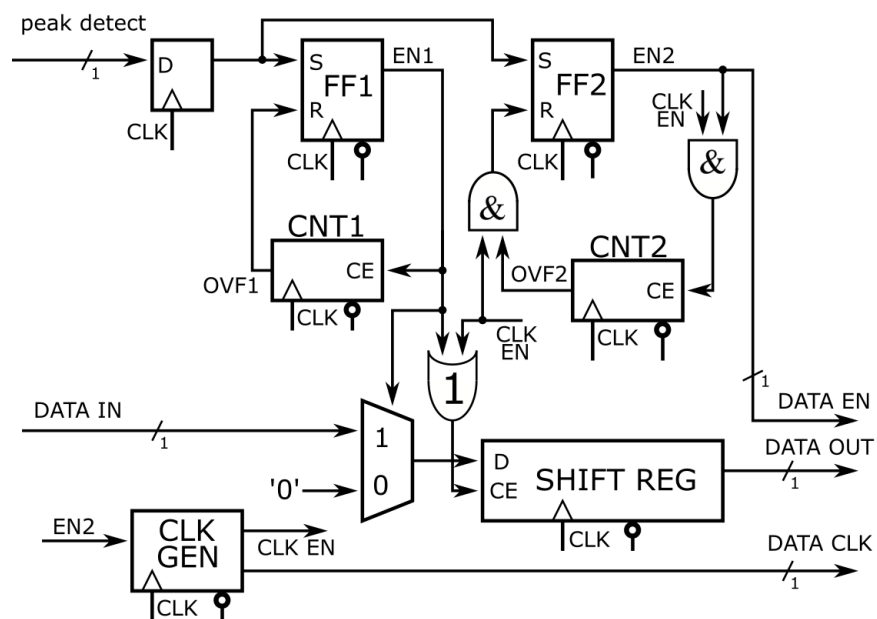 peak detect
1
D
CLK
S
FF1
R
CLK
EN1
S
FF2
R
CLK
EN2
CLK
EN
&
&
CNT1
CE
OVF1
CLK
CNT2
OVF2
CE
CLK
CLK
EN
1
1
DATA EN
DATA IN
1
1
0
'0'
D
CE
SHIFT REG
CLK
DATA OUT
1
EN2
CLK
GEN
CLK EN
CLK
DATA CLK
1